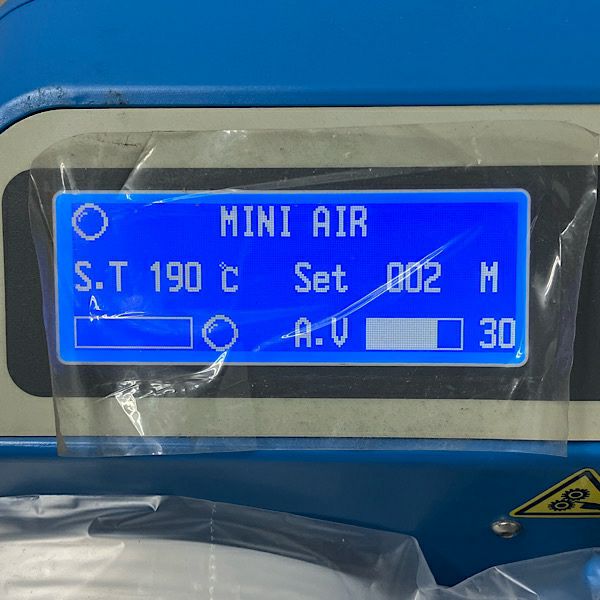 MINI AIR
S.T 190 ℃ Set 002 M
A.V 30